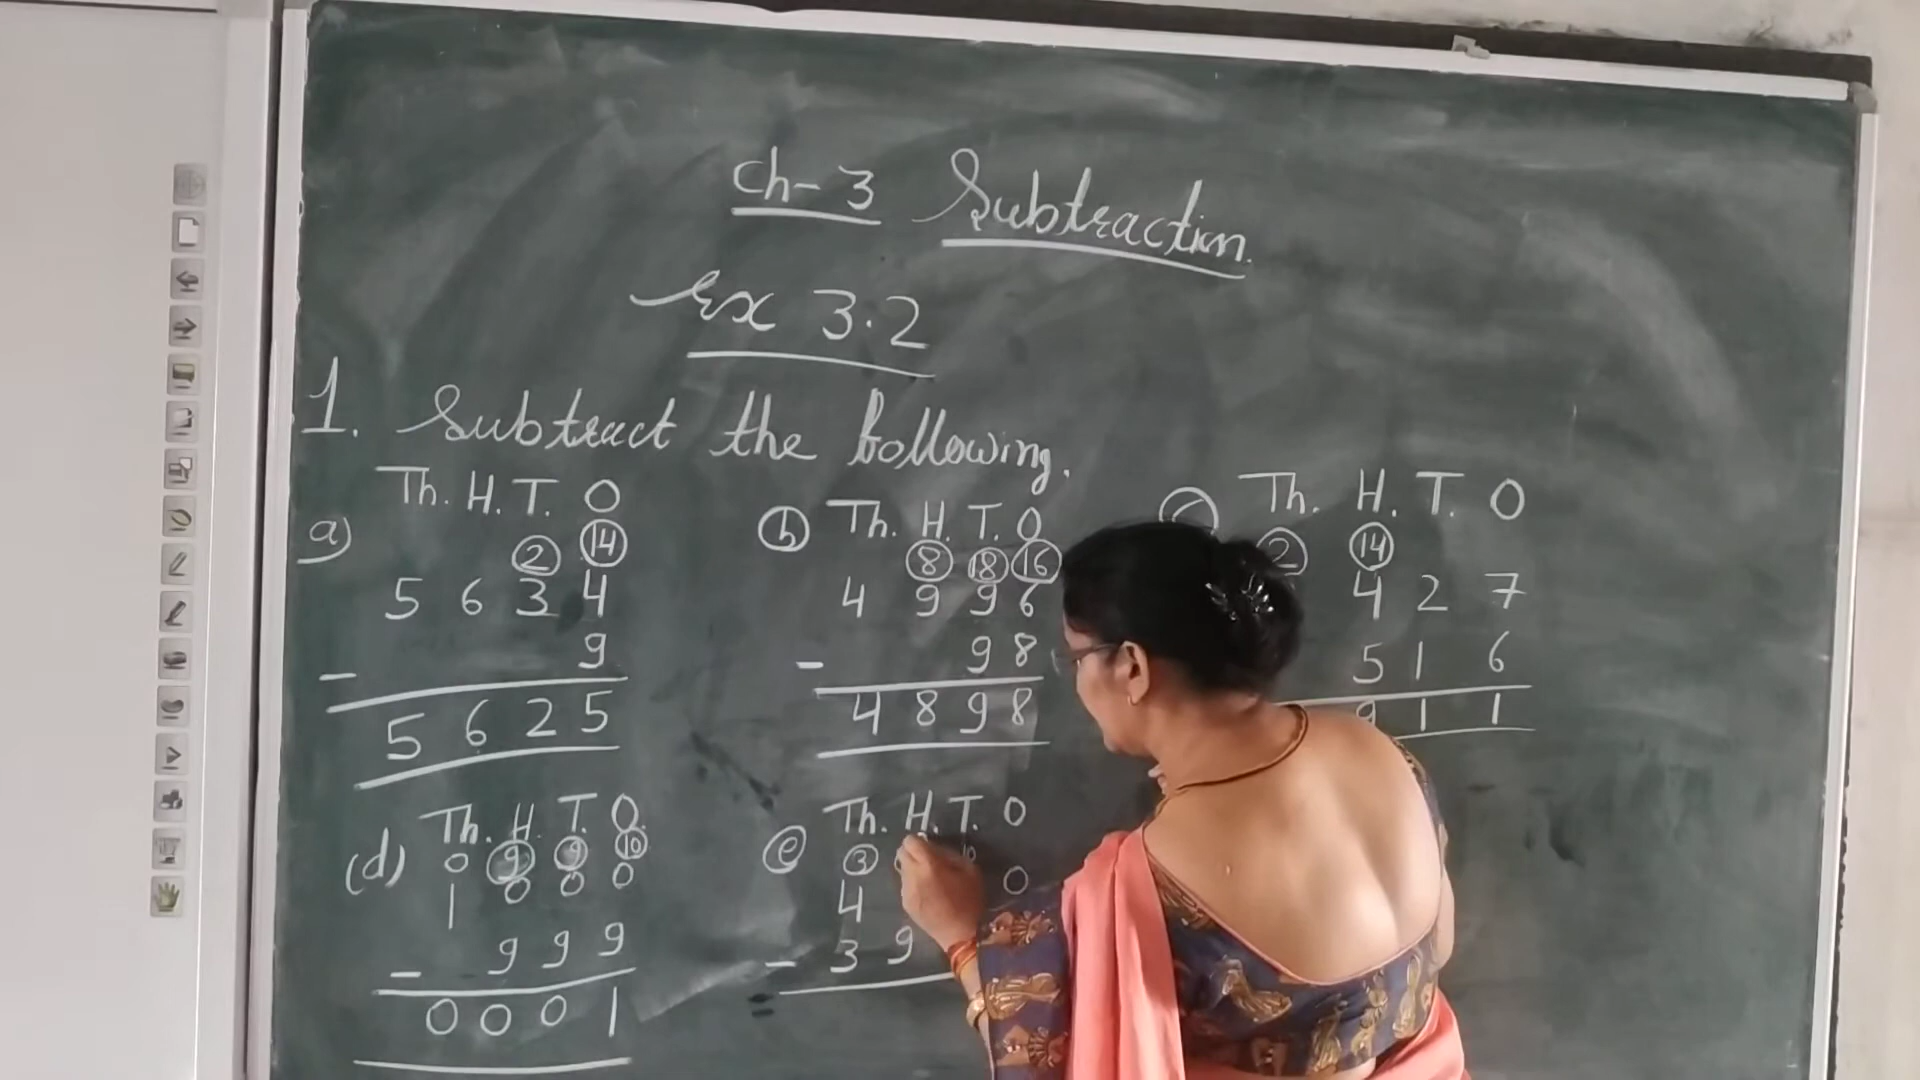 Ch-3 Subtraction.
Ex 3.2
1. Subtract the following.
a) Th. H. T. O
2 14
5 6 3 4
- 9
5 6 2 5
b Th. H. T. O
8 18 16
4 9 9 6
- 9 8
4 8 9 8
Th. H. T. O
2 14
4 2 7
5 1 6
9 1 1
(d) Th. H. T. O.
0 9 9 10
1 0 0 0
- 9 9 9
0 0 0 1
e Th. H. T. O
3 10
4 0
- 3 9